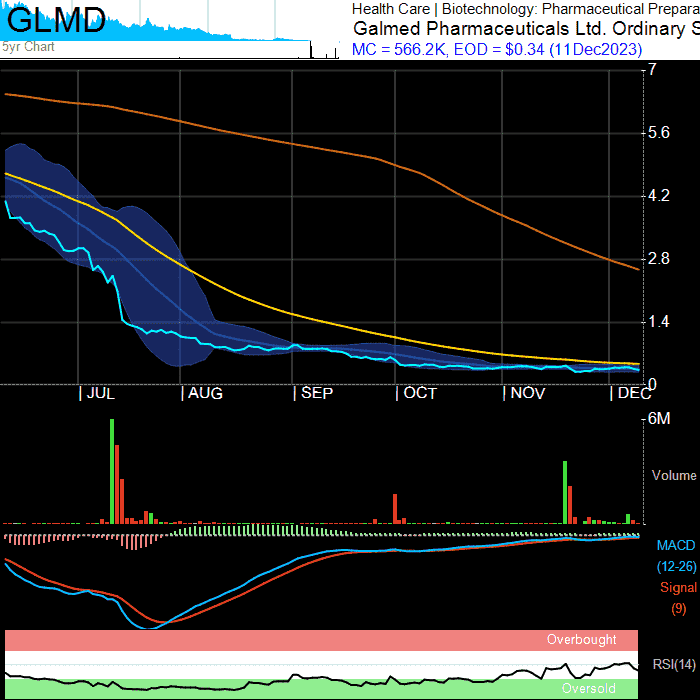 GLMD
5yr Chart
Health Care | Biotechnology: Pharmaceutical Prepara
Galmed Pharmaceuticals Ltd. Ordinary S
MC = 566.2K, EOD = $0.34 (11Dec2023)
7
5.6
4.2
2.8
1.4
0
JUL
AUG
SEP
OCT
NOV
DEC
6M
Volume
MACD
(12-26)
Signal
(9)
Overbought
RSI(14)
Oversold